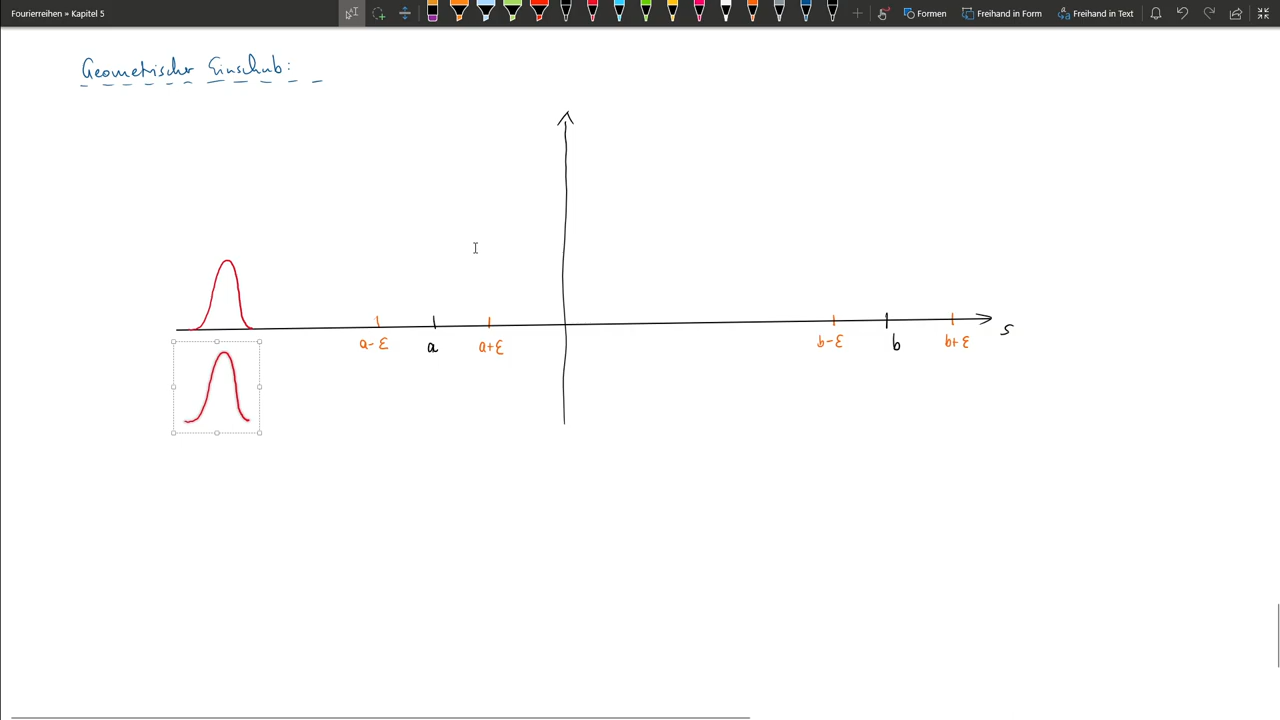 Fourierreihen » Kapitel 5
Formen
Freihand in Form
Freihand in Text
Geometrischer Einschub:
a-ε a a+ε b-ε b b+ε s